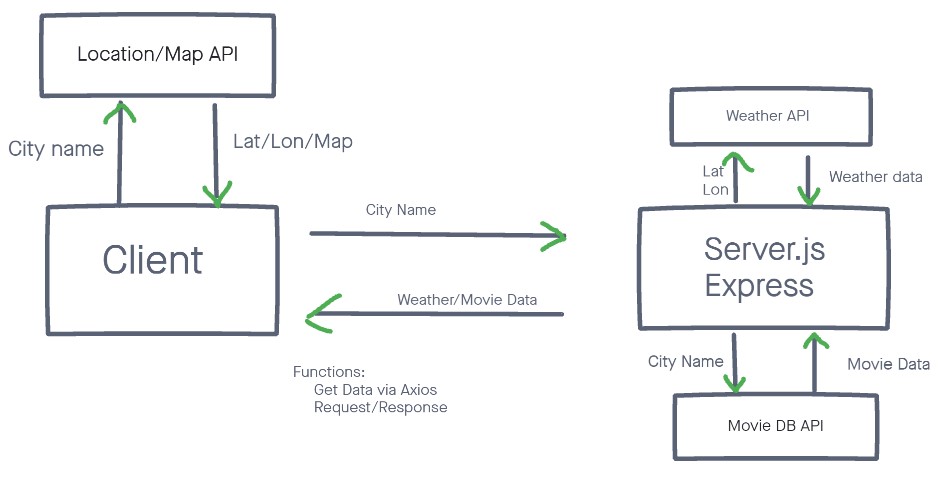 Location/Map API
City name
Lat/Lon/Map
Client
City Name
Weather/Movie Data
Functions:
Get Data via Axios
Request/Response
Weather API
Lat
Lon
Weather data
Server.js
Express
City Name
Movie Data
Movie DB API